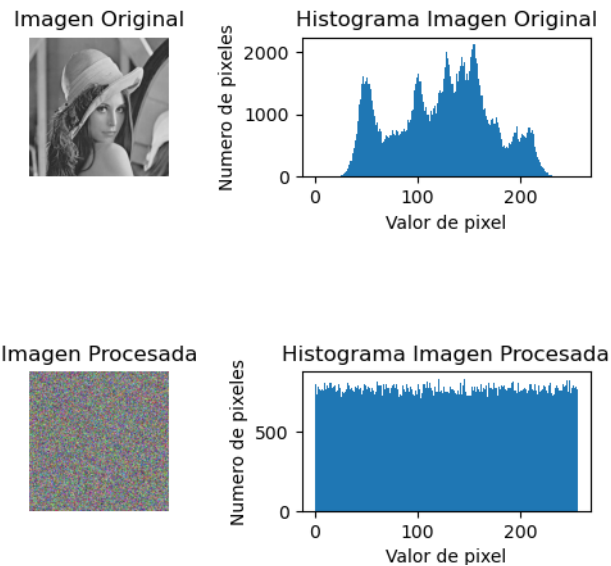 Imagen Original
Histograma Imagen Original
Numero de pixeles
2000
1000
0
0 100 200
Valor de pixel
Imagen Procesada
Histograma Imagen Procesada
Numero de pixeles
500
0
0 100 200
Valor de pixel